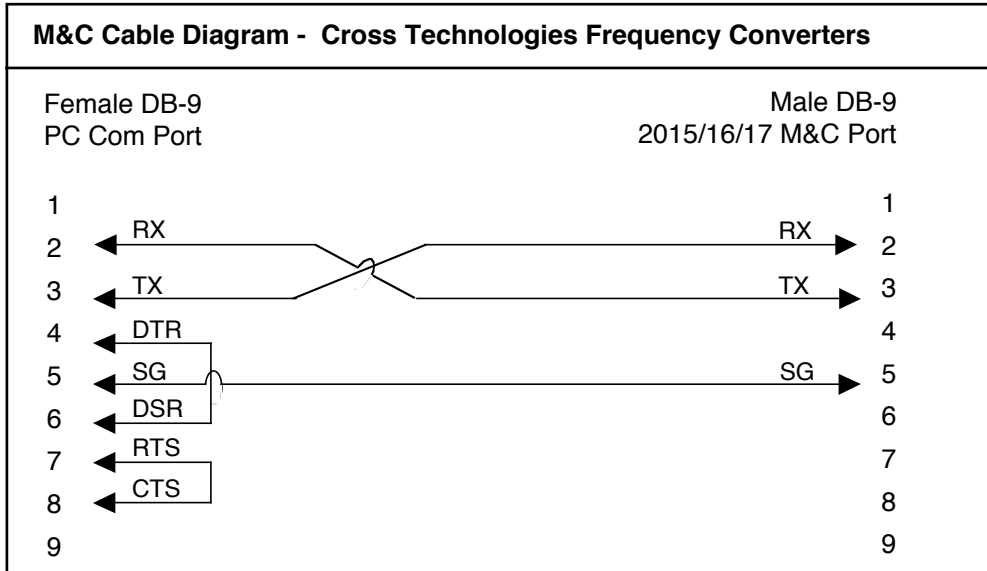 M&C Cable Diagram - Cross Technologies Frequency Converters
Female DB-9
PC Com Port
Male DB-9
2015/16/17 M&C Port
1 1
2 RX RX 2
3 TX TX 3
4 DTR 4
5 SG SG 5
6 DSR 6
7 RTS 7
8 CTS 8
9 9